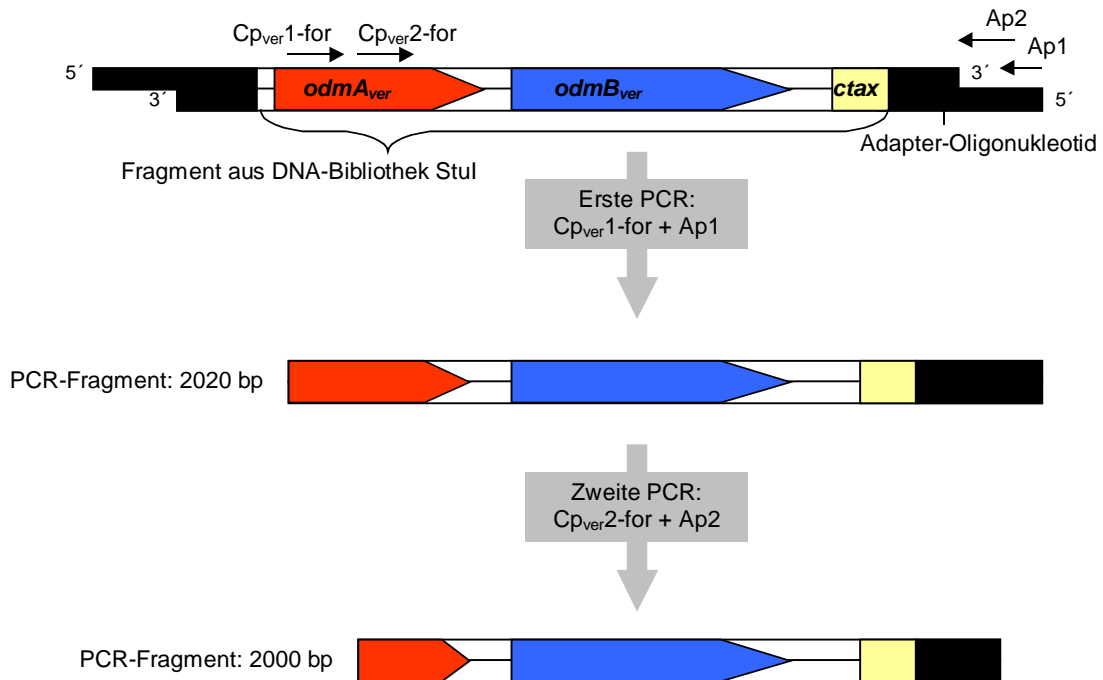 Cpver1-for Cpver2-for Ap2
Ap1
5´ odmAver odmBver ctax 3´
3´ 5´
Adapter-Oligonukleotid
Fragment aus DNA-Bibliothek StuI
Erste PCR:
Cpver1-for + Ap1
PCR-Fragment: 2020 bp
Zweite PCR:
Cpver2-for + Ap2
PCR-Fragment: 2000 bp